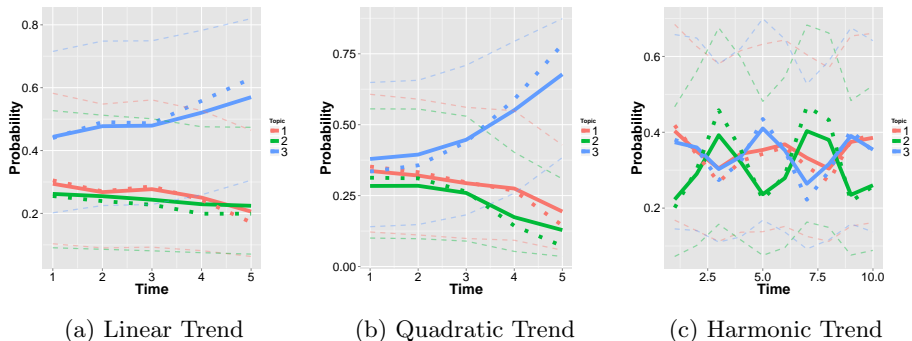 0.8
0.6
0.4
0.2
Probability
1 2 3 4 5
Time
Topic
1
2
3
0.75
0.50
0.25
0.00
Probability
1 2 3 4 5
Time
Topic
1
2
3
0.6
0.4
0.2
Probability
2.5 5.0 7.5 10.0
Time
Topic
1
2
3
(a) Linear Trend
(b) Quadratic Trend
(c) Harmonic Trend